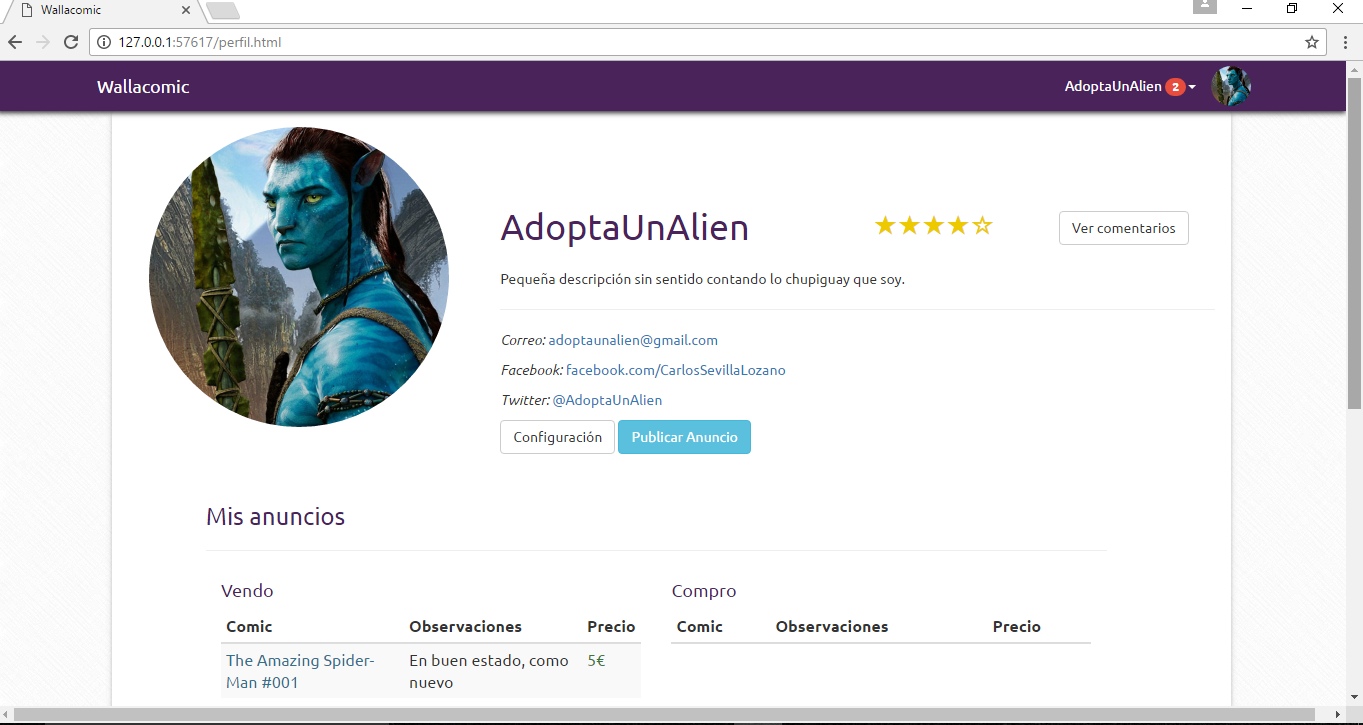 Wallacomic
127.0.0.1:57617/perfil.html
Wallacomic
AdoptaUnAlien 2
AdoptaUnAlien
Ver comentarios
Pequeña descripción sin sentido contando lo chupiguay que soy.
Correo: adoptaunalien@gmail.com
Facebook: facebook.com/CarlosSevillaLozano
Twitter: @AdoptaUnAlien
Configuración Publicar Anuncio
Mis anuncios
Vendo
Comic Observaciones Precio
The Amazing Spider- En buen estado, como 5€
Man #001 nuevo
Compro
Comic Observaciones Precio